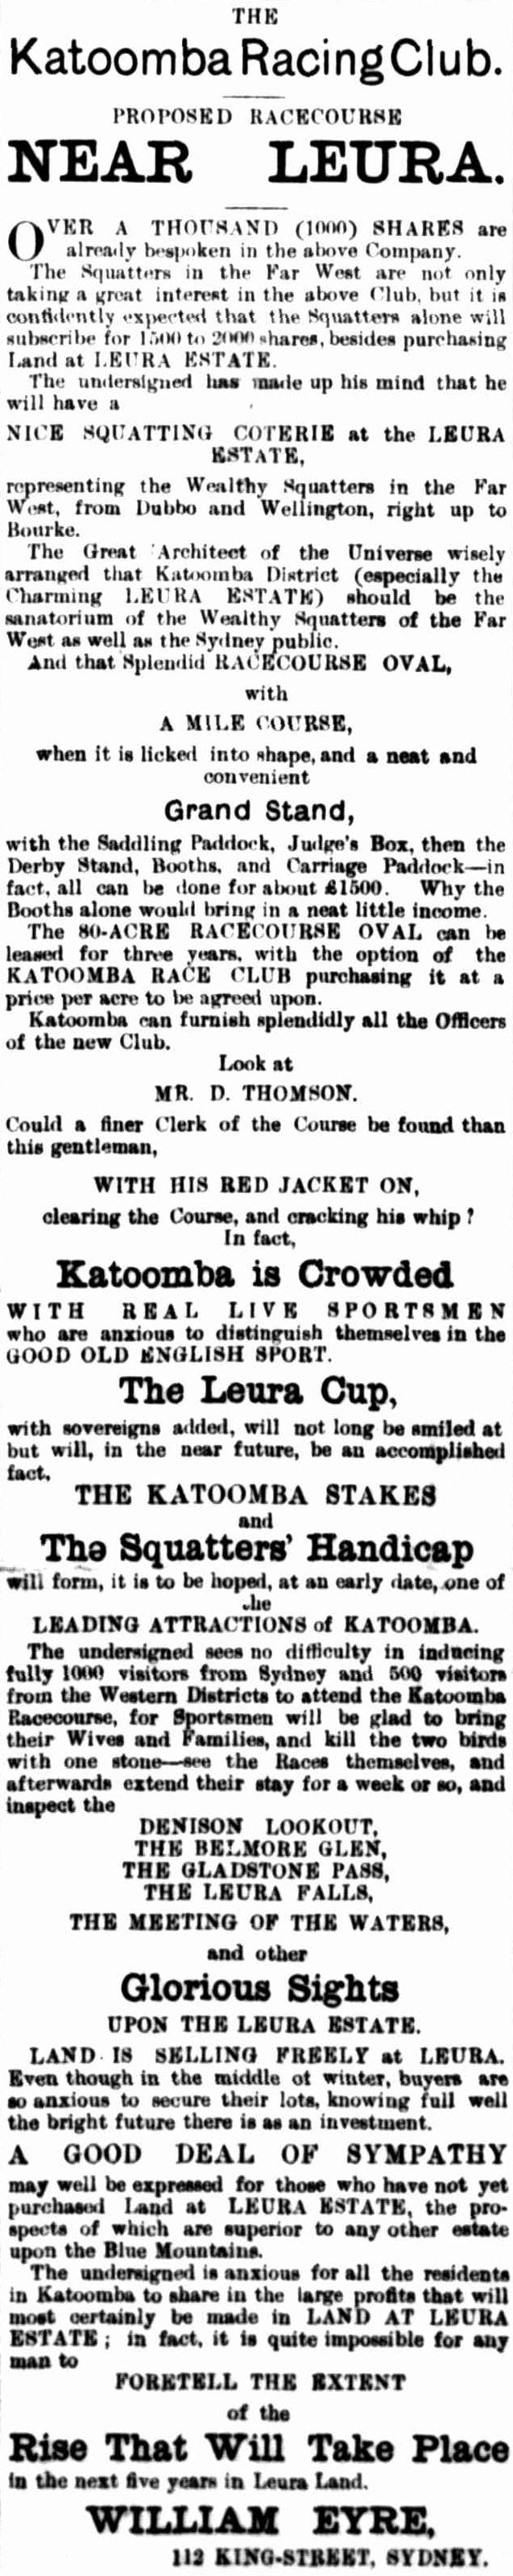 THE
Katoomba Racing Club.
PROPOSED RACECOURSE
NEAR LEURA.
OVER A THOUSAND (1000) SHARES are
already bespoken in the above Company.
The Squatters in the Far West are not only
taking a great interest in the above Club, but it is
confidently expected that the Squatters alone will
subscribe for 1500 to 2000 shares, besides purchasing
Land at LEURA ESTATE.
The undersigned has made up his mind that he
will have a
NICE SQUATTING COTERIE at the LEURA
ESTATE,
representing the Wealthy Squatters in the Far
West, from Dubbo and Wellington, right up to
Bourke.
The Great Architect of the Universe wisely
arranged that Katoomba District (especially the
Charming LEURA ESTATE) should be the
sanatorium of the Wealthy Squatters of the Far
West as well as the Sydney public.
And that Splendid RACECOURSE OVAL,
with
A MILE COURSE,
when it is licked into shape, and a neat and
convenient
Grand Stand,
with the Saddling Paddock, Judge's Box, then the
Derby Stand, Booths, and Carriage Paddock—in
fact, all can be done for about £1500. Why the
Booths alone would bring in a neat little income.
The 80-ACRE RACECOURSE OVAL can be
leased for three years, with the option of the
KATOOMBA RACE CLUB purchasing it at a
price per acre to be agreed upon.
Katoomba can furnish splendidly all the Officers
of the new Club.
Look at
MR. D. THOMSON.
Could a finer Clerk of the Course be found than
this gentleman,
WITH HIS RED JACKET ON,
clearing the Course, and cracking his whip ?
In fact,
Katoomba is Crowded
WITH REAL LIVE SPORTSMEN
who are anxious to distinguish themselves in the
GOOD OLD ENGLISH SPORT.
The Leura Cup,
with sovereigns added, will not long be smiled at
but will, in the near future, be an accomplished
fact.
THE KATOOMBA STAKES
and
The Squatters' Handicap
will form, it is to be hoped, at an early date, one of
the
LEADING ATTRACTIONS of KATOOMBA.
The undersigned sees no difficulty in inducing
fully 1000 visitors from Sydney and 500 visitors
from the Western Districts to attend the Katoomba
Racecourse, for Sportsmen will be glad to bring
their Wives and Families, and kill the two birds
with one stone—see the Races themselves, and
afterwards extend their stay for a week or so, and
inspect the
DENISON LOOKOUT,
THE BELMORE GLEN,
THE GLADSTONE PASS,
THE LEURA FALLS,
THE MEETING OF THE WATERS,
and other
Glorious Sights
UPON THE LEURA ESTATE.
LAND IS SELLING FREELY at LEURA.
Even though in the middle of winter, buyers are
so anxious to secure their lots, knowing full well
the bright future there is as an investment.
A GOOD DEAL OF SYMPATHY
may well be expressed for those who have not yet
purchased Land at LEURA ESTATE, the pro-
spects of which are superior to any other estate
upon the Blue Mountains.
The undersigned is anxious for all the residents
in Katoomba to share in the large profits that will
most certainly be made in LAND AT LEURA
ESTATE ; in fact, it is quite impossible for any
man to
FORETELL THE EXTENT
of the
Rise That Will Take Place
in the next five years in Leura Land.
WILLIAM EYRE,
112 KING-STREET, SYDNEY.